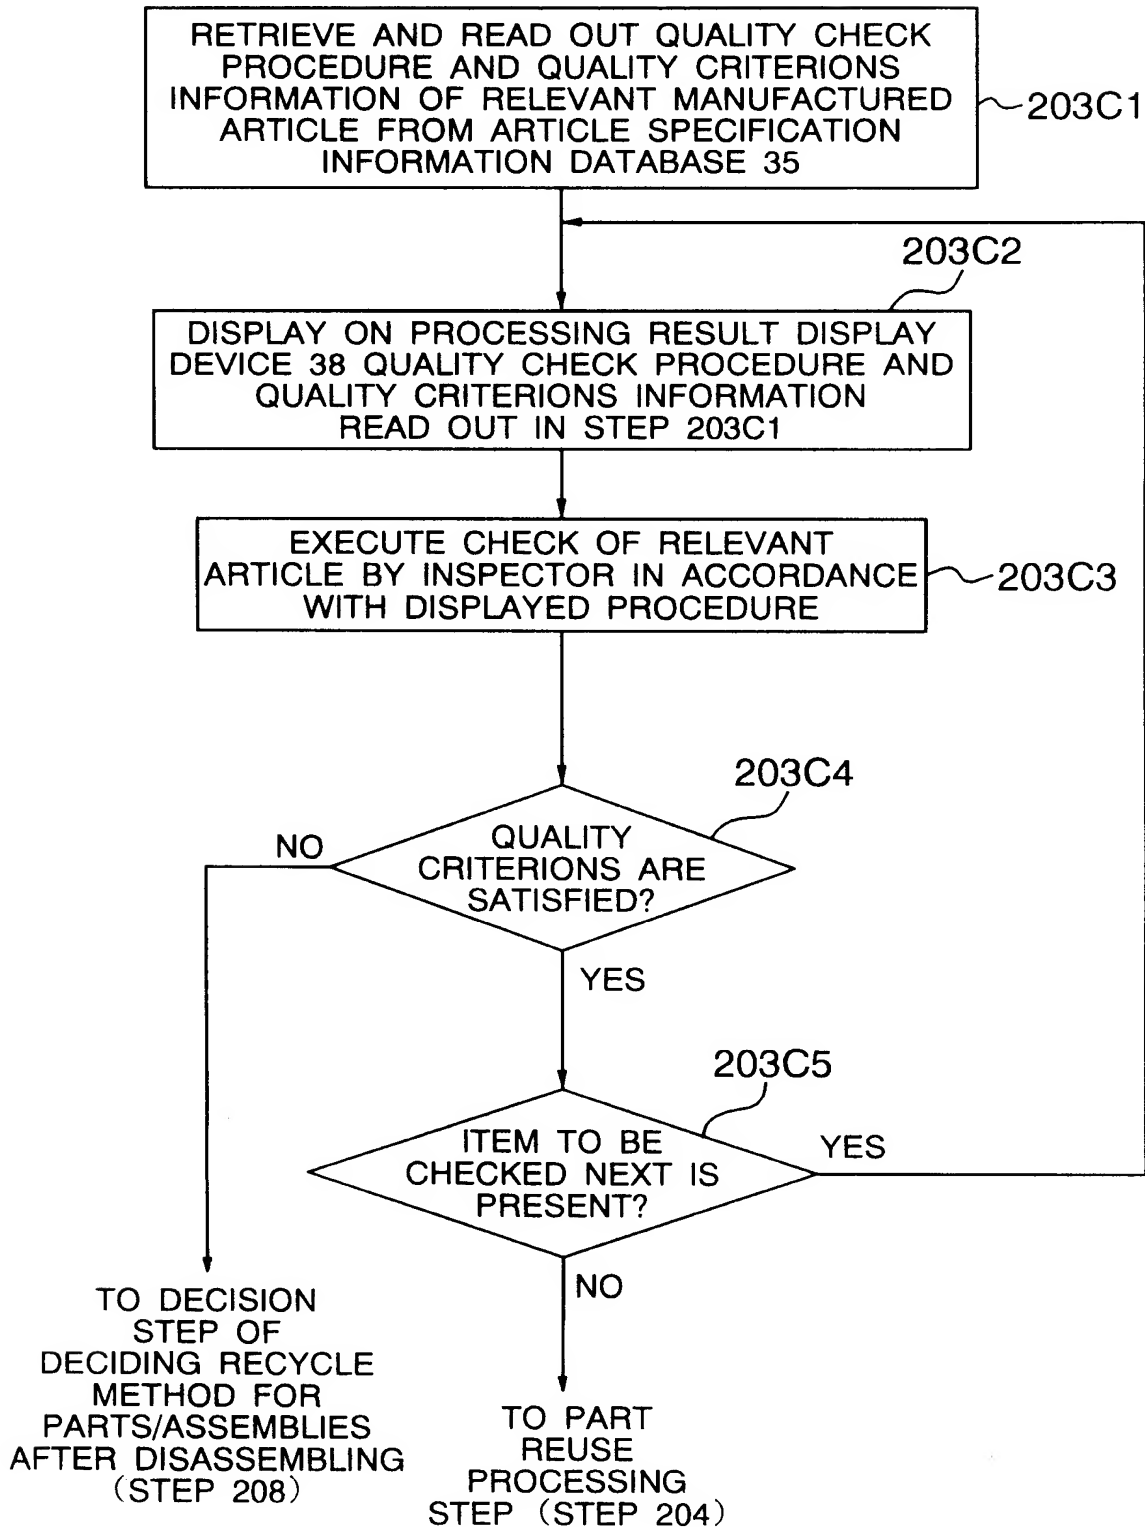 RETRIEVE AND READ OUT QUALITY CHECK
PROCEDURE AND QUALITY CRITERIONS
INFORMATION OF RELEVANT MANUFACTURED
ARTICLE FROM ARTICLE SPECIFICATION
INFORMATION DATABASE 35
203C1
203C2
DISPLAY ON PROCESSING RESULT DISPLAY
DEVICE 38 QUALITY CHECK PROCEDURE AND
QUALITY CRITERIONS INFORMATION
READ OUT IN STEP 203C1
EXECUTE CHECK OF RELEVANT
ARTICLE BY INSPECTOR IN ACCORDANCE
WITH DISPLAYED PROCEDURE
203C3
203C4
QUALITY
CRITERIONS ARE
SATISFIED?
NO
YES
203C5
ITEM TO BE
CHECKED NEXT IS
PRESENT?
YES
NO
TO DECISION
STEP OF
DECIDING RECYCLE
METHOD FOR
PARTS/ASSEMBLIES
AFTER DISASSEMBLING
(STEP 208)
TO PART
REUSE
PROCESSING
STEP (STEP 204)